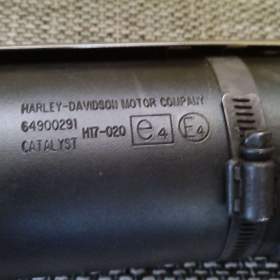 HARLEY-DAVIDSON MOTOR COMPANY
64900291 H17-020 e4 E4
CATALYST